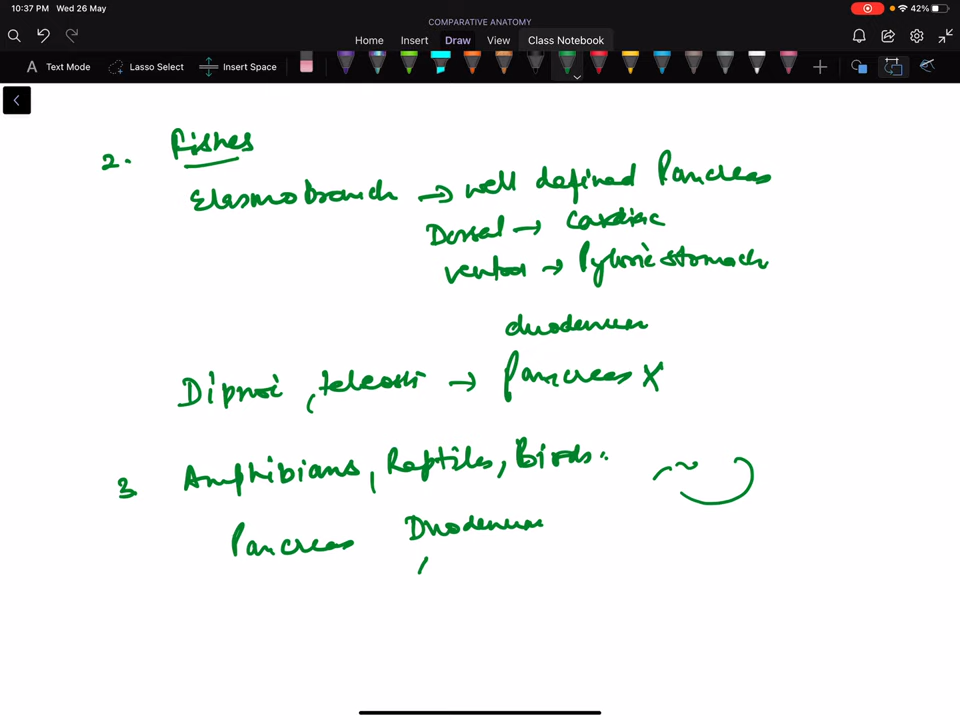 10:37 PM Wed 26 May
42%
COMPARATIVE ANATOMY
Home Insert Draw View Class Notebook
Text Mode Lasso Select Insert Space
2. Fishes
Elasmobranch → well defined Pancreas
Dorsal → Cardiac
ventral → Pyloric stomach
duodenum
Dipnoi, teleosti → Pancreas X
3. Amphibians, Reptiles, Birds.
Pancreas Duodenum